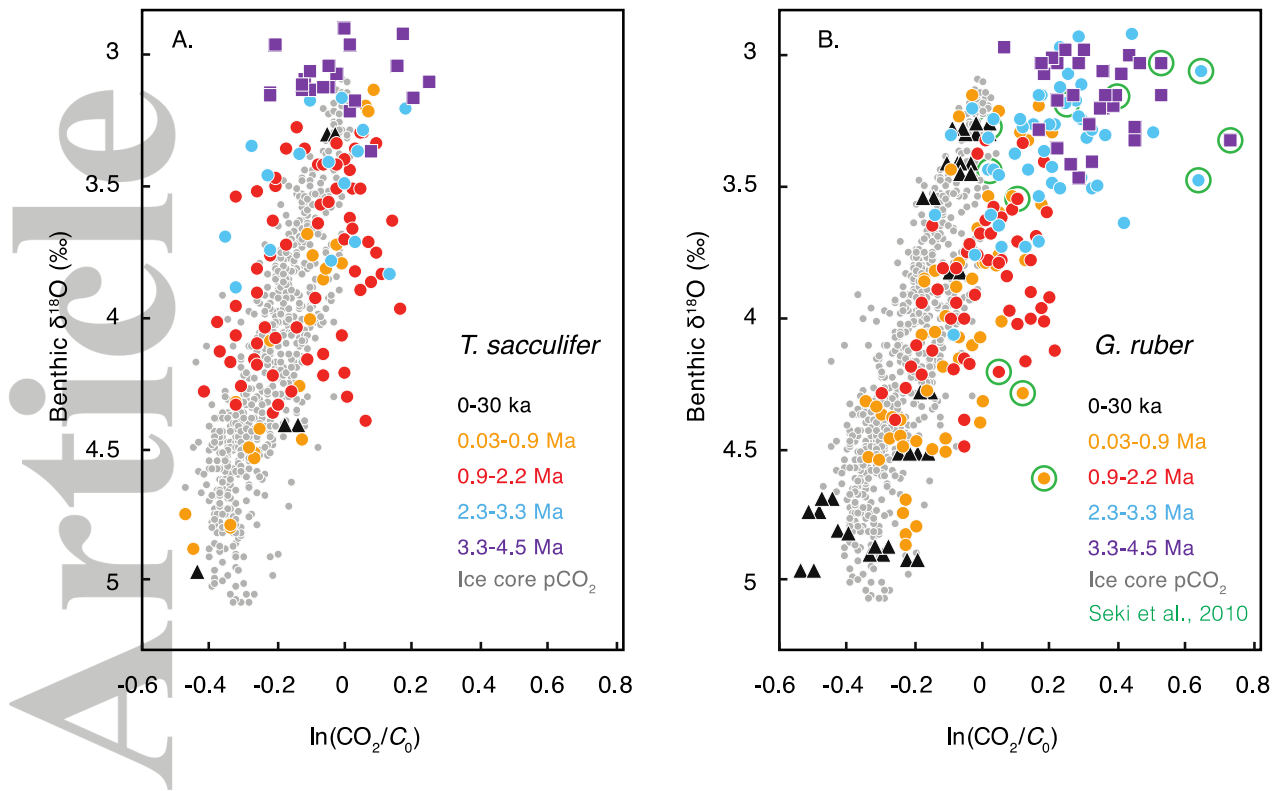 Article
A.
3
3.5
4
4.5
5
Benthic δ¹⁸O (‰)
-0.6
-0.4
-0.2
0
0.2
0.4
0.6
0.8
ln(CO₂/C₀)
T. sacculifer
0-30 ka
0.03-0.9 Ma
0.9-2.2 Ma
2.3-3.3 Ma
3.3-4.5 Ma
Ice core pCO₂
B.
3
3.5
4
4.5
5
Benthic δ¹⁸O (‰)
-0.6
-0.4
-0.2
0
0.2
0.4
0.6
0.8
ln(CO₂/C₀)
G. ruber
0-30 ka
0.03-0.9 Ma
0.9-2.2 Ma
2.3-3.3 Ma
3.3-4.5 Ma
Ice core pCO₂
Seki et al., 2010